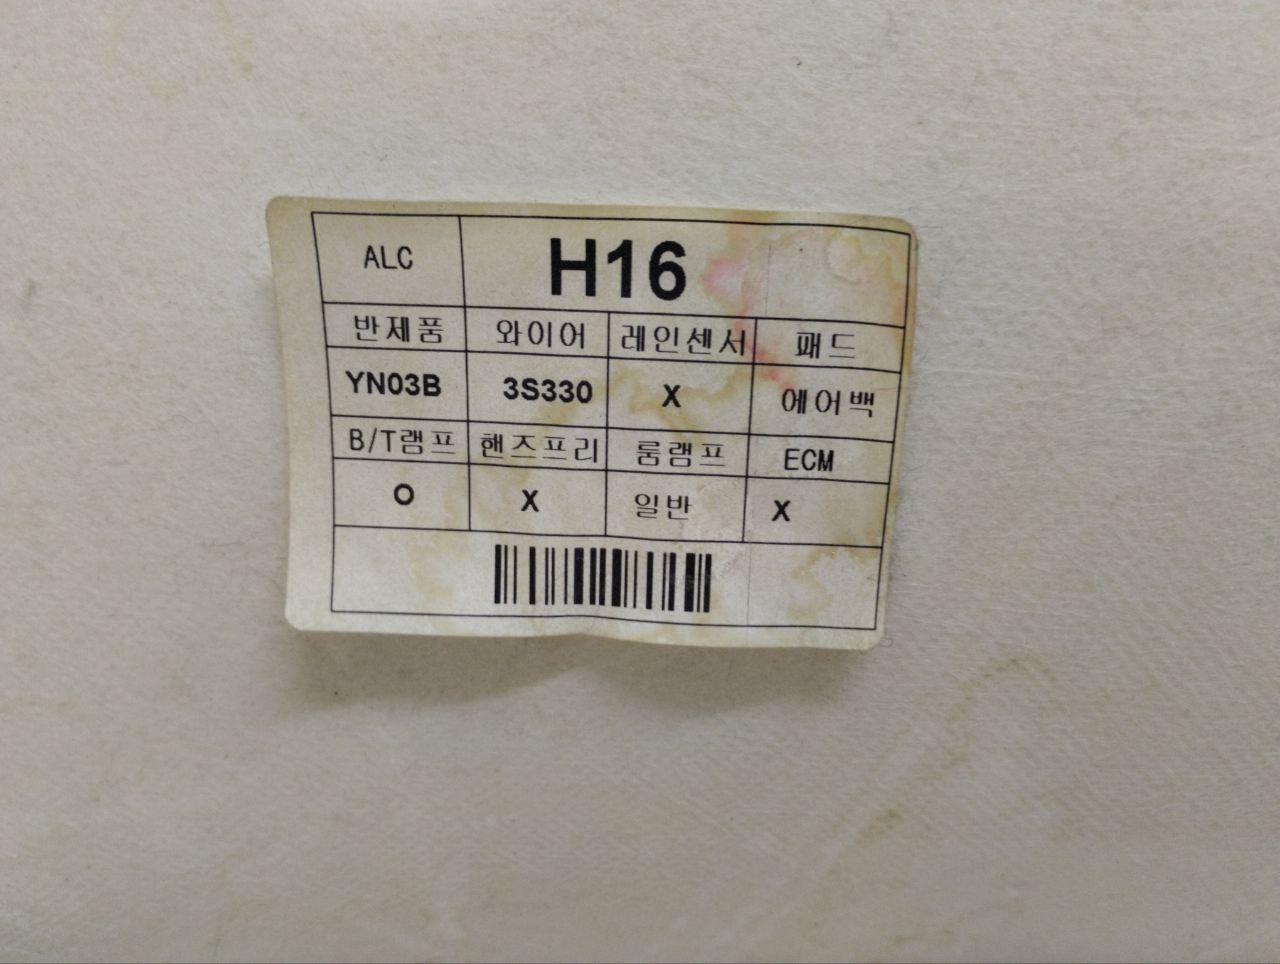 ALC H16
반제품 와이어 레인센서 패드
YN03B 3S330 X 에어백
B/T램프 핸즈프리 룸램프 ECM
O X 일반 X